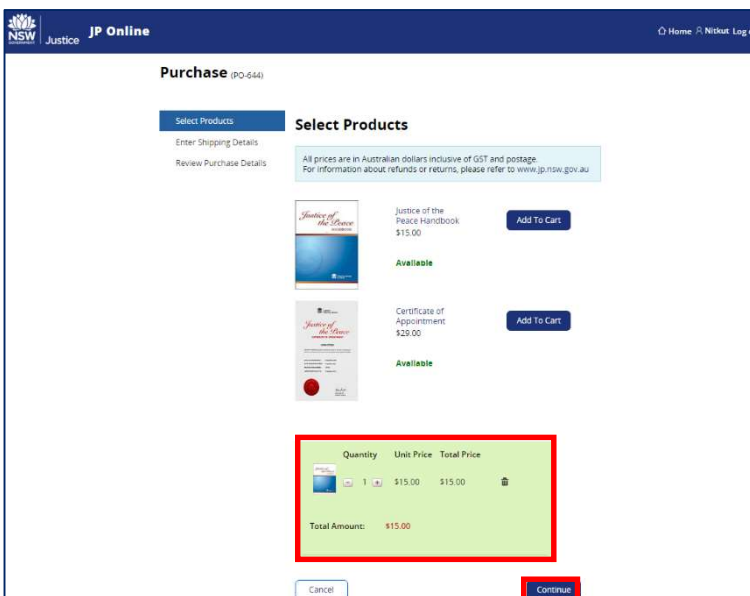 NSW
Justice
JP Online
Home Nitkut Log
Purchase (PO-644)
Select Products
Enter Shipping Details
Review Purchase Details
Select Products
All prices are in Australian dollars inclusive of GST and postage.
For information about refunds or returns, please refer to www.jp.nsw.gov.au
Justice of
the Peace
Justice of the
Peace Handbook
$15.00
Add To Cart
Available
Justice of
the Peace
Certificate of
Appointment
$29.00
Add To Cart
Available
Quantity Unit Price Total Price
- 1 + $15.00 $15.00
Total Amount: $15.00
Cancel
Continue